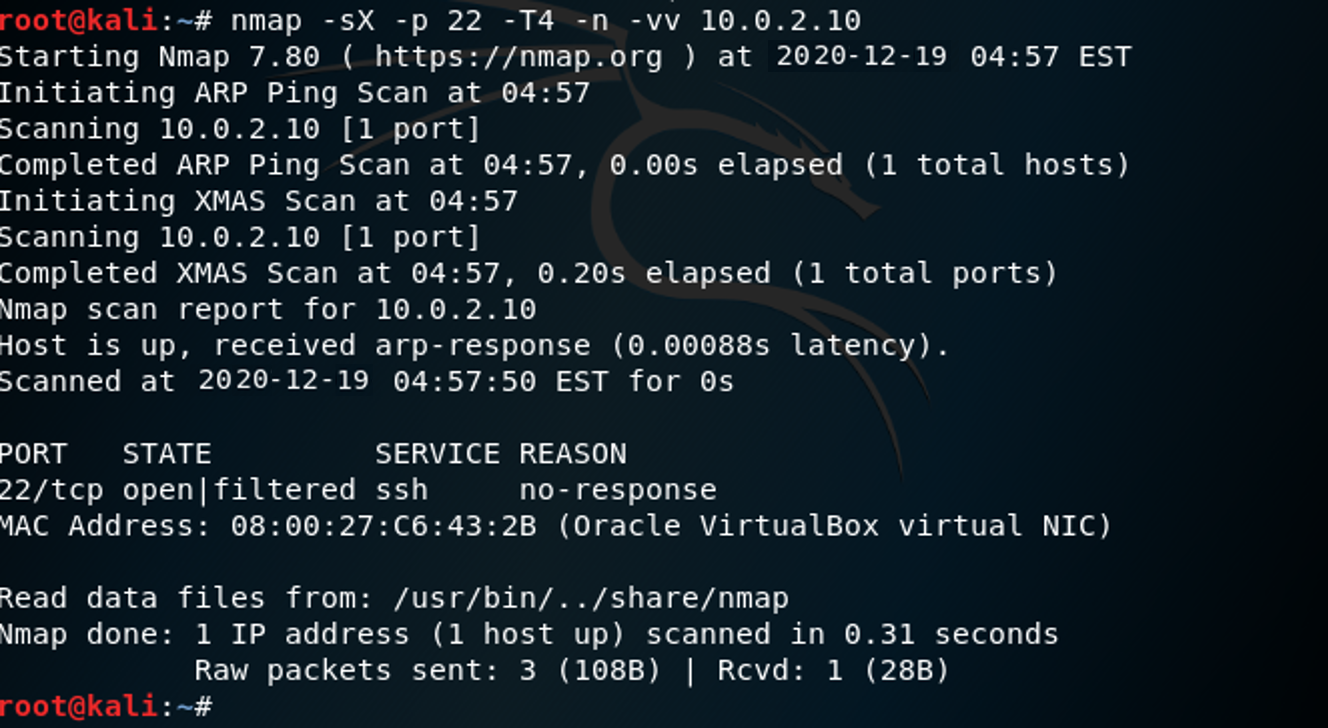 root@kali:~# nmap -sX -p 22 -T4 -n -vv 10.0.2.10
Starting Nmap 7.80 ( https://nmap.org ) at 2020-12-19 04:57 EST
Initiating ARP Ping Scan at 04:57
Scanning 10.0.2.10 [1 port]
Completed ARP Ping Scan at 04:57, 0.00s elapsed (1 total hosts)
Initiating XMAS Scan at 04:57
Scanning 10.0.2.10 [1 port]
Completed XMAS Scan at 04:57, 0.20s elapsed (1 total ports)
Nmap scan report for 10.0.2.10
Host is up, received arp-response (0.00088s latency).
Scanned at 2020-12-19 04:57:50 EST for 0s

PORT   STATE         SERVICE REASON
22/tcp open|filtered ssh     no-response
MAC Address: 08:00:27:C6:43:2B (Oracle VirtualBox virtual NIC)

Read data files from: /usr/bin/../share/nmap
Nmap done: 1 IP address (1 host up) scanned in 0.31 seconds
           Raw packets sent: 3 (108B) | Rcvd: 1 (28B)
root@kali:~#